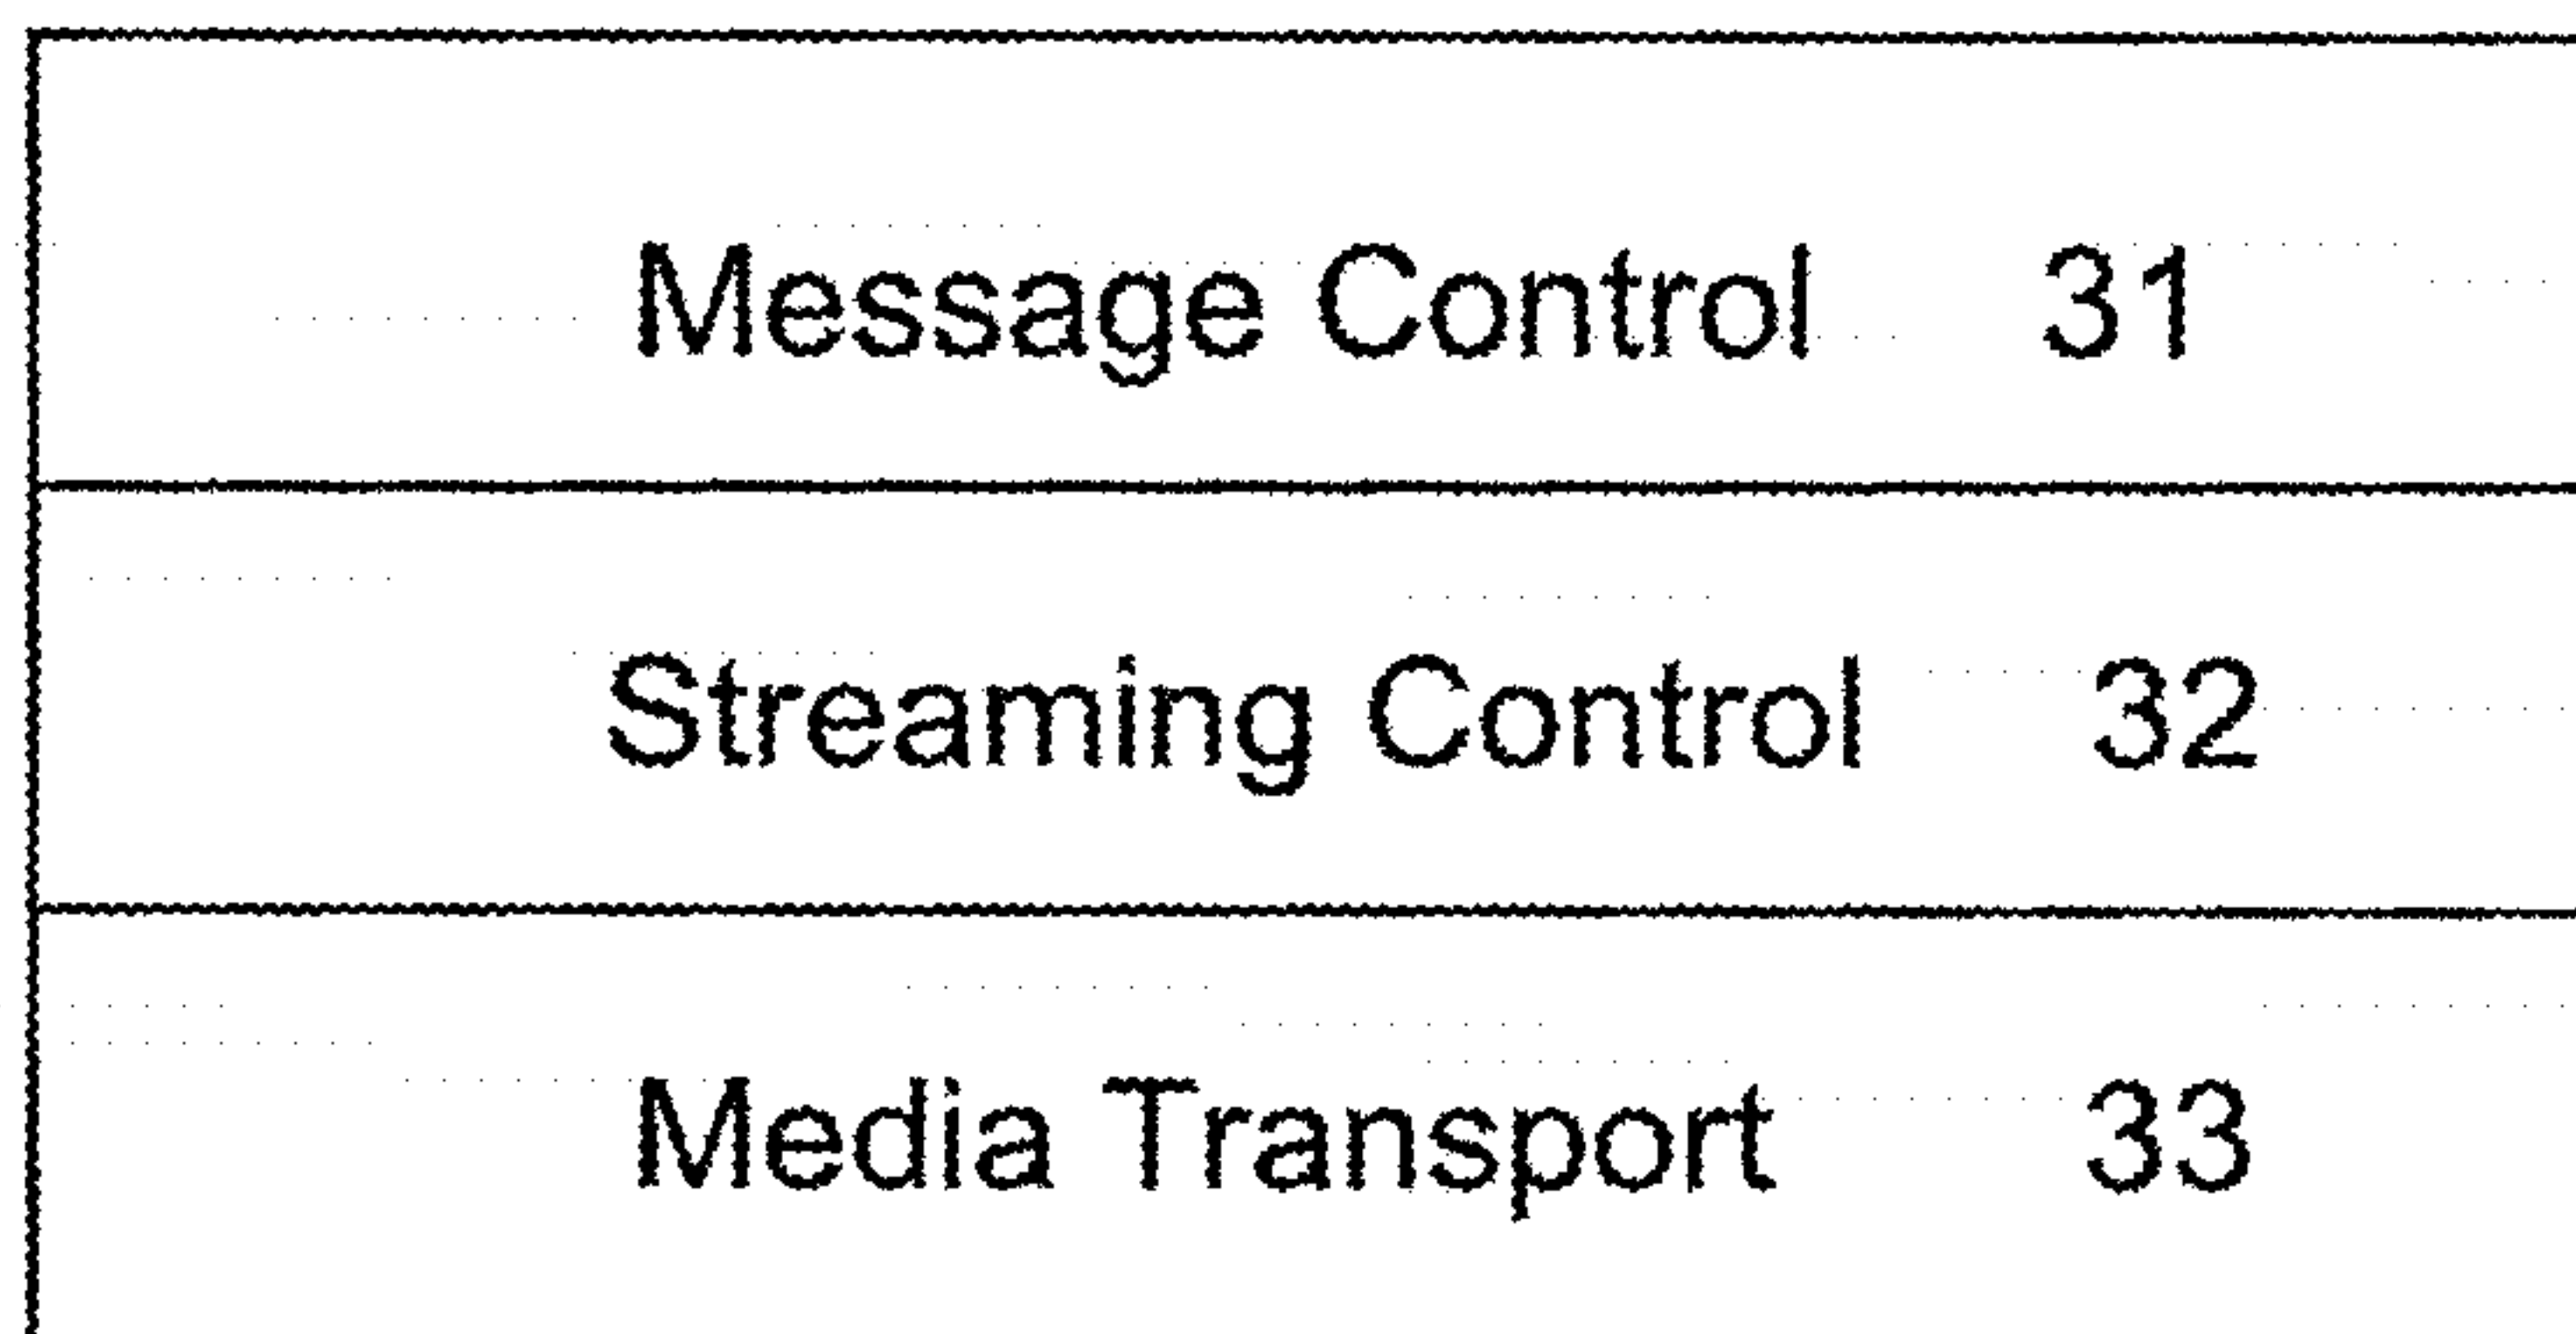 Message Control 31
Streaming Control 32
Media Transport 33